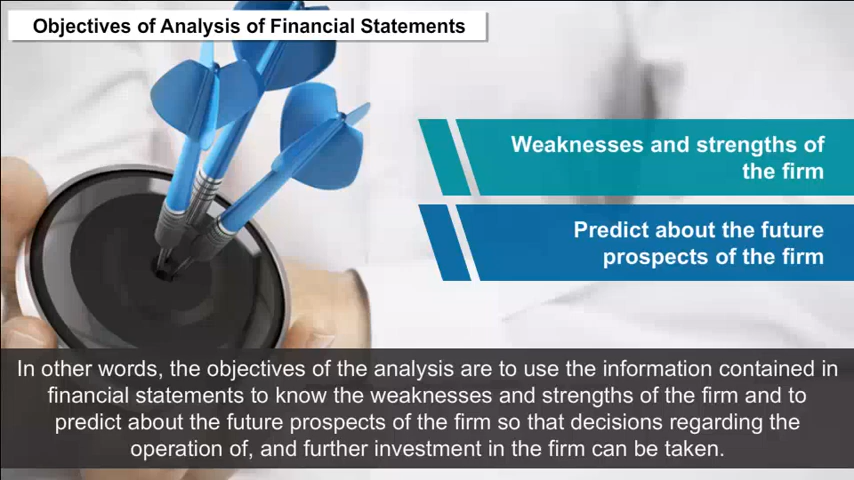 Objectives of Analysis of Financial Statements
Weaknesses and strengths of
the firm
Predict about the future
prospects of the firm
In other words, the objectives of the analysis are to use the information contained in
financial statements to know the weaknesses and strengths of the firm and to
predict about the future prospects of the firm so that decisions regarding the
operation of, and further investment in the firm can be taken.